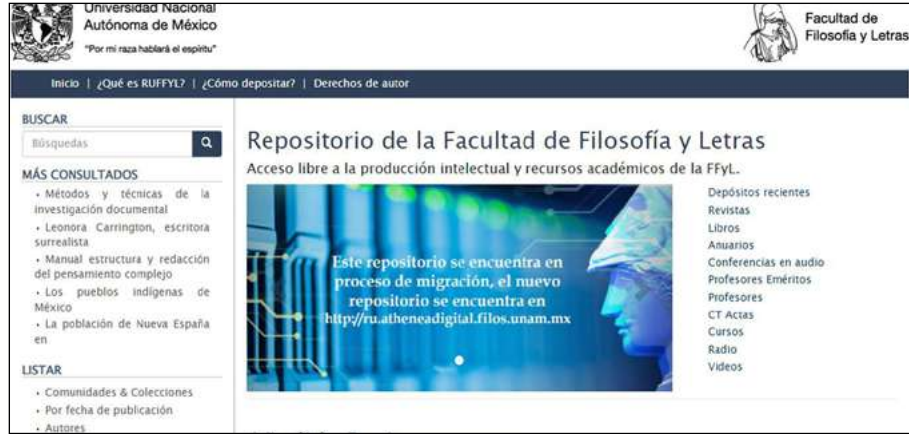 Universidad Nacional
Autónoma de México
"Por mi raza hablará el espíritu"
Facultad de
Filosofía y Letras
Inicio | ¿Qué es RUFFYL? | ¿Cómo depositar? | Derechos de autor
BUSCAR
Búsquedas
MÁS CONSULTADOS
• Métodos y técnicas de la
investigación documental
• Leonora Carrington, escritora
surrealista
• Manual estructura y redacción
del pensamiento complejo
• Los pueblos indígenas de
México
• La población de Nueva España
en
LISTAR
• Comunidades & Colecciones
• Por fecha de publicación
• Autores
Repositorio de la Facultad de Filosofía y Letras
Acceso libre a la producción intelectual y recursos académicos de la FFyL.
Este repositorio se encuentra en
proceso de migración, el nuevo
repositorio se encuentra en
http://ru.atheneadigital.filos.unam.mx
Depósitos recientes
Revistas
Libros
Anuarios
Conferencias en audio
Profesores Eméritos
Profesores
CT Actas
Cursos
Radio
Videos